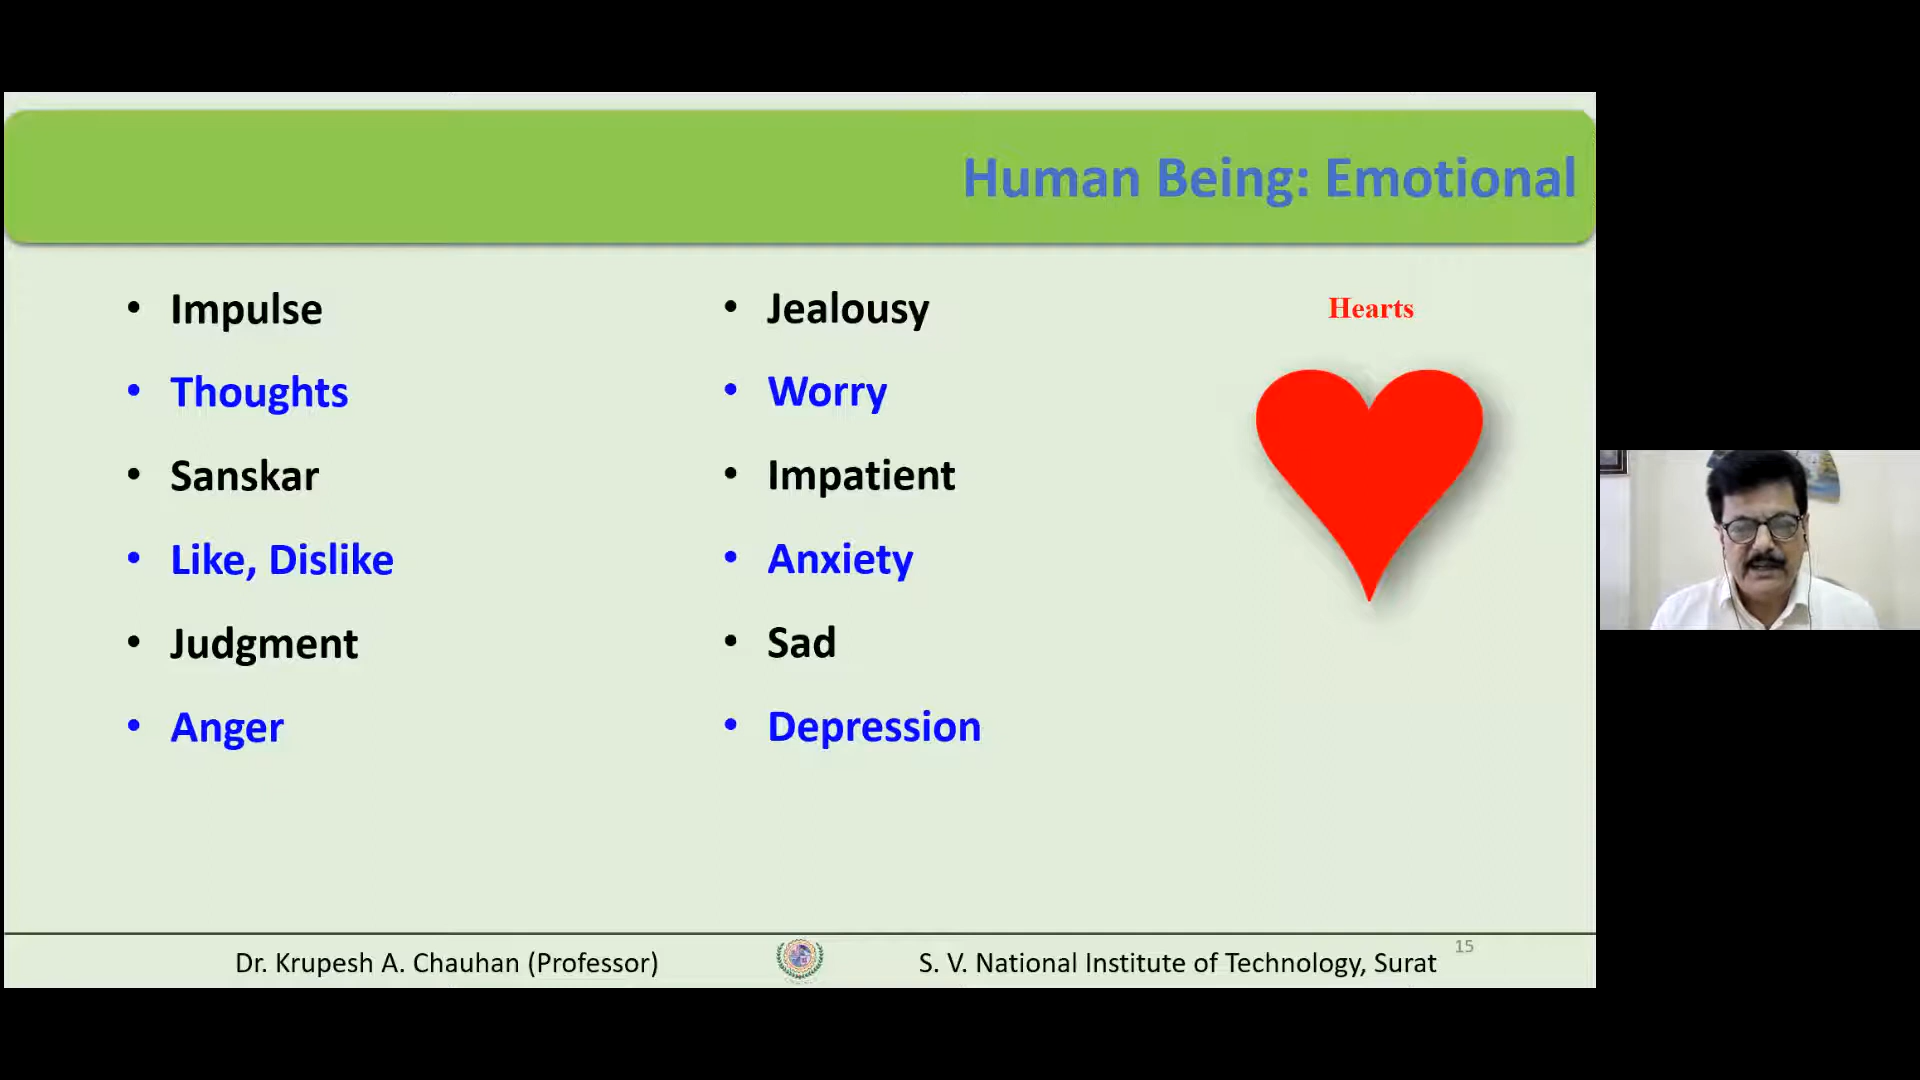 Human Being: Emotional
• Impulse
• Thoughts
• Sanskar
• Like, Dislike
• Judgment
• Anger
• Jealousy
• Worry
• Impatient
• Anxiety
• Sad
• Depression
Hearts
Dr. Krupesh A. Chauhan (Professor)
S. V. National Institute of Technology, Surat
15